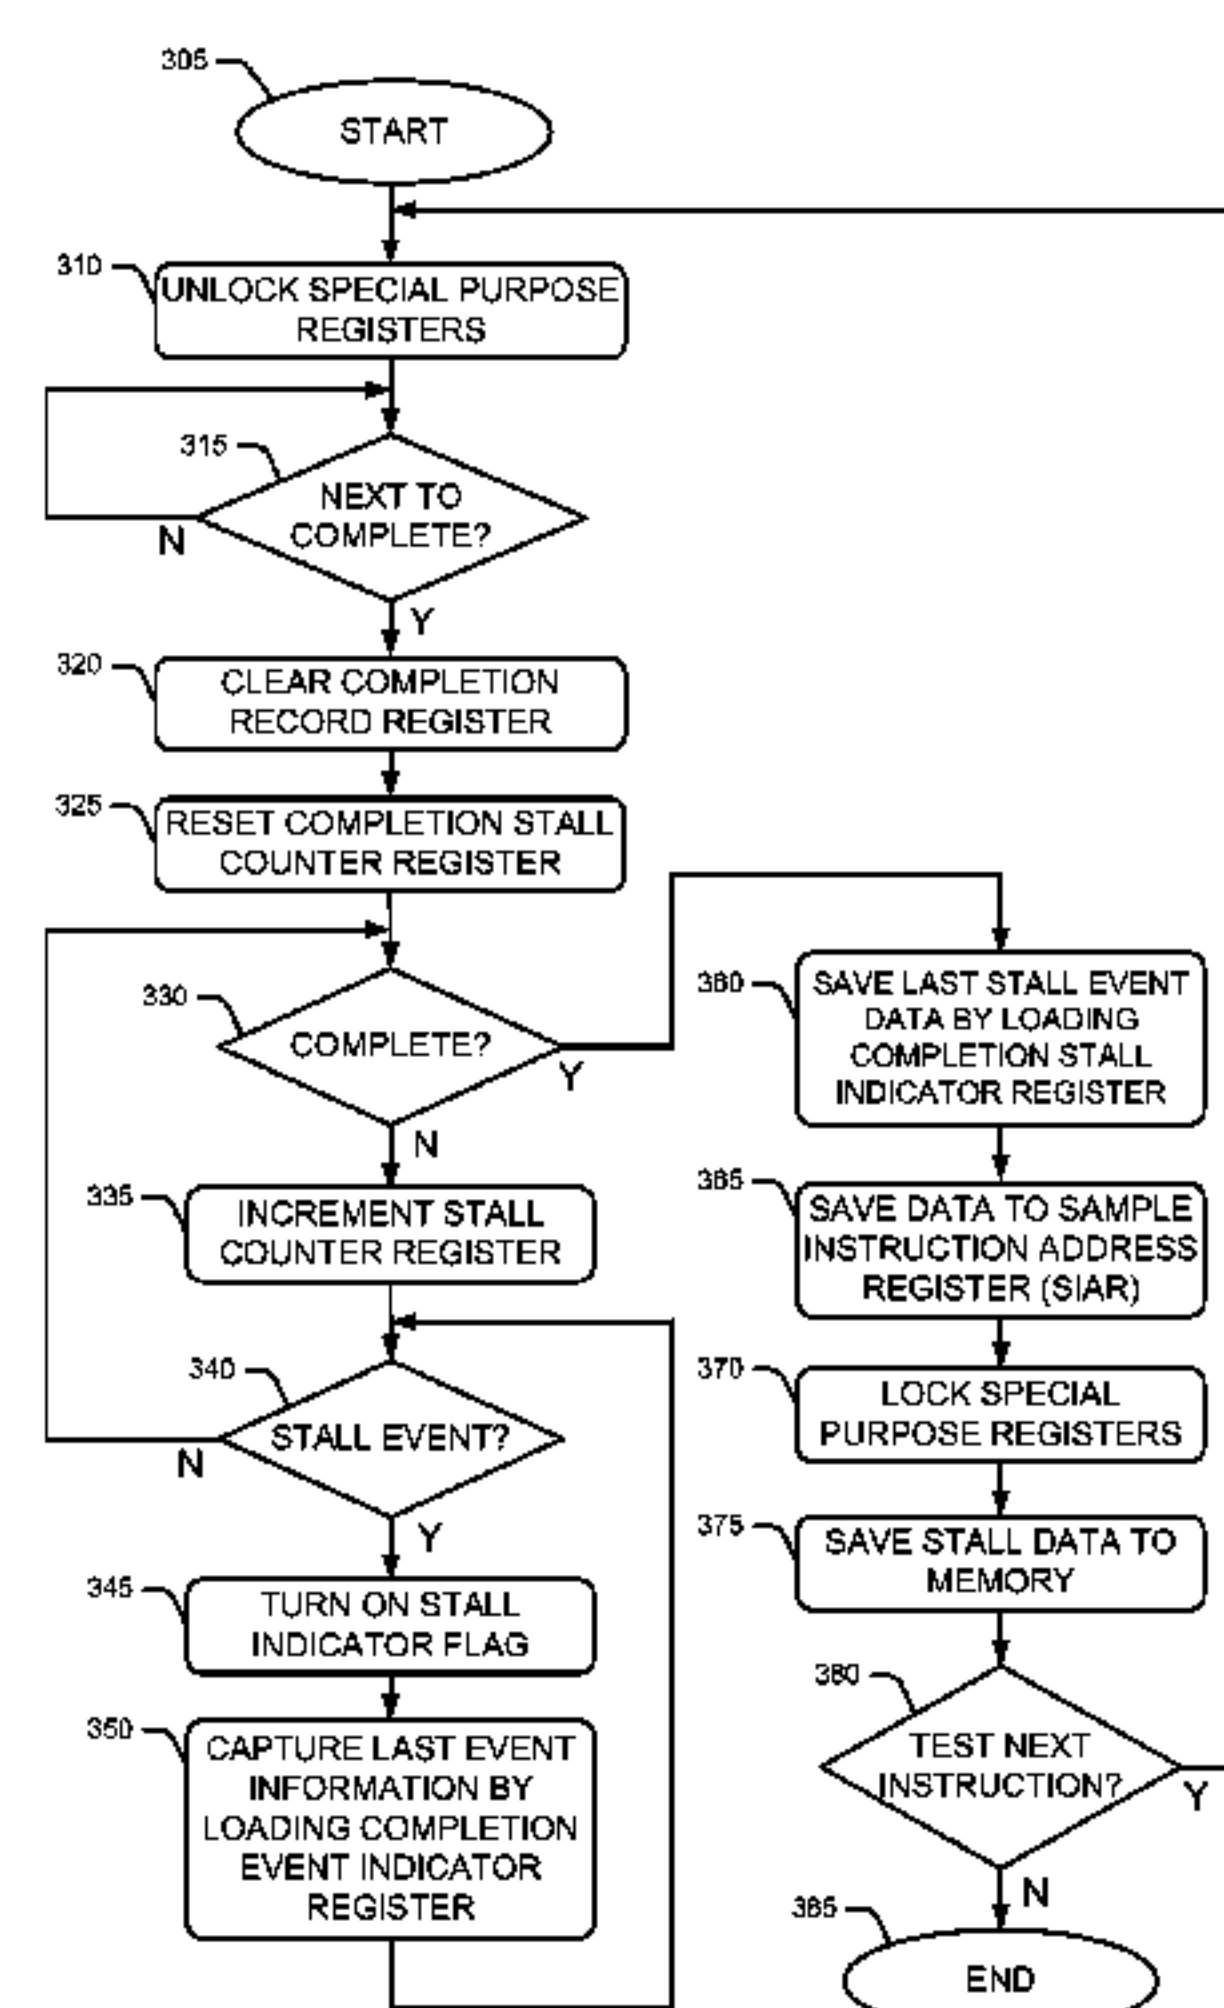 305
START
310
UNLOCK SPECIAL PURPOSE
REGISTERS
315
NEXT TO
COMPLETE?
N
Y
320
CLEAR COMPLETION
RECORD REGISTER
325
RESET COMPLETION STALL
COUNTER REGISTER
330
COMPLETE?
Y
N
335
INCREMENT STALL
COUNTER REGISTER
340
STALL EVENT?
N
Y
345
TURN ON STALL
INDICATOR FLAG
350
CAPTURE LAST EVENT
INFORMATION BY
LOADING COMPLETION
EVENT INDICATOR
REGISTER
360
SAVE LAST STALL EVENT
DATA BY LOADING
COMPLETION STALL
INDICATOR REGISTER
365
SAVE DATA TO SAMPLE
INSTRUCTION ADDRESS
REGISTER (SIAR)
370
LOCK SPECIAL
PURPOSE REGISTERS
375
SAVE STALL DATA TO
MEMORY
380
TEST NEXT
INSTRUCTION?
Y
N
385
END